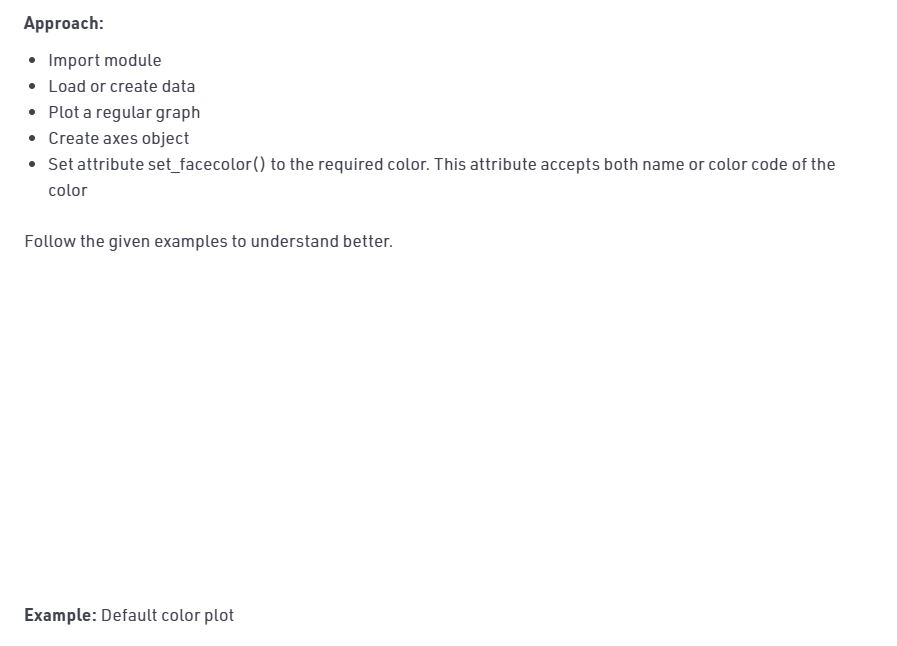 Approach:
Import module
Load or create data
Plot a regular graph
Create axes object
Set attribute set_facecolor() to the required color. This attribute accepts both name or color code of the
color
Follow the given examples to understand better.
Example: Default color plot